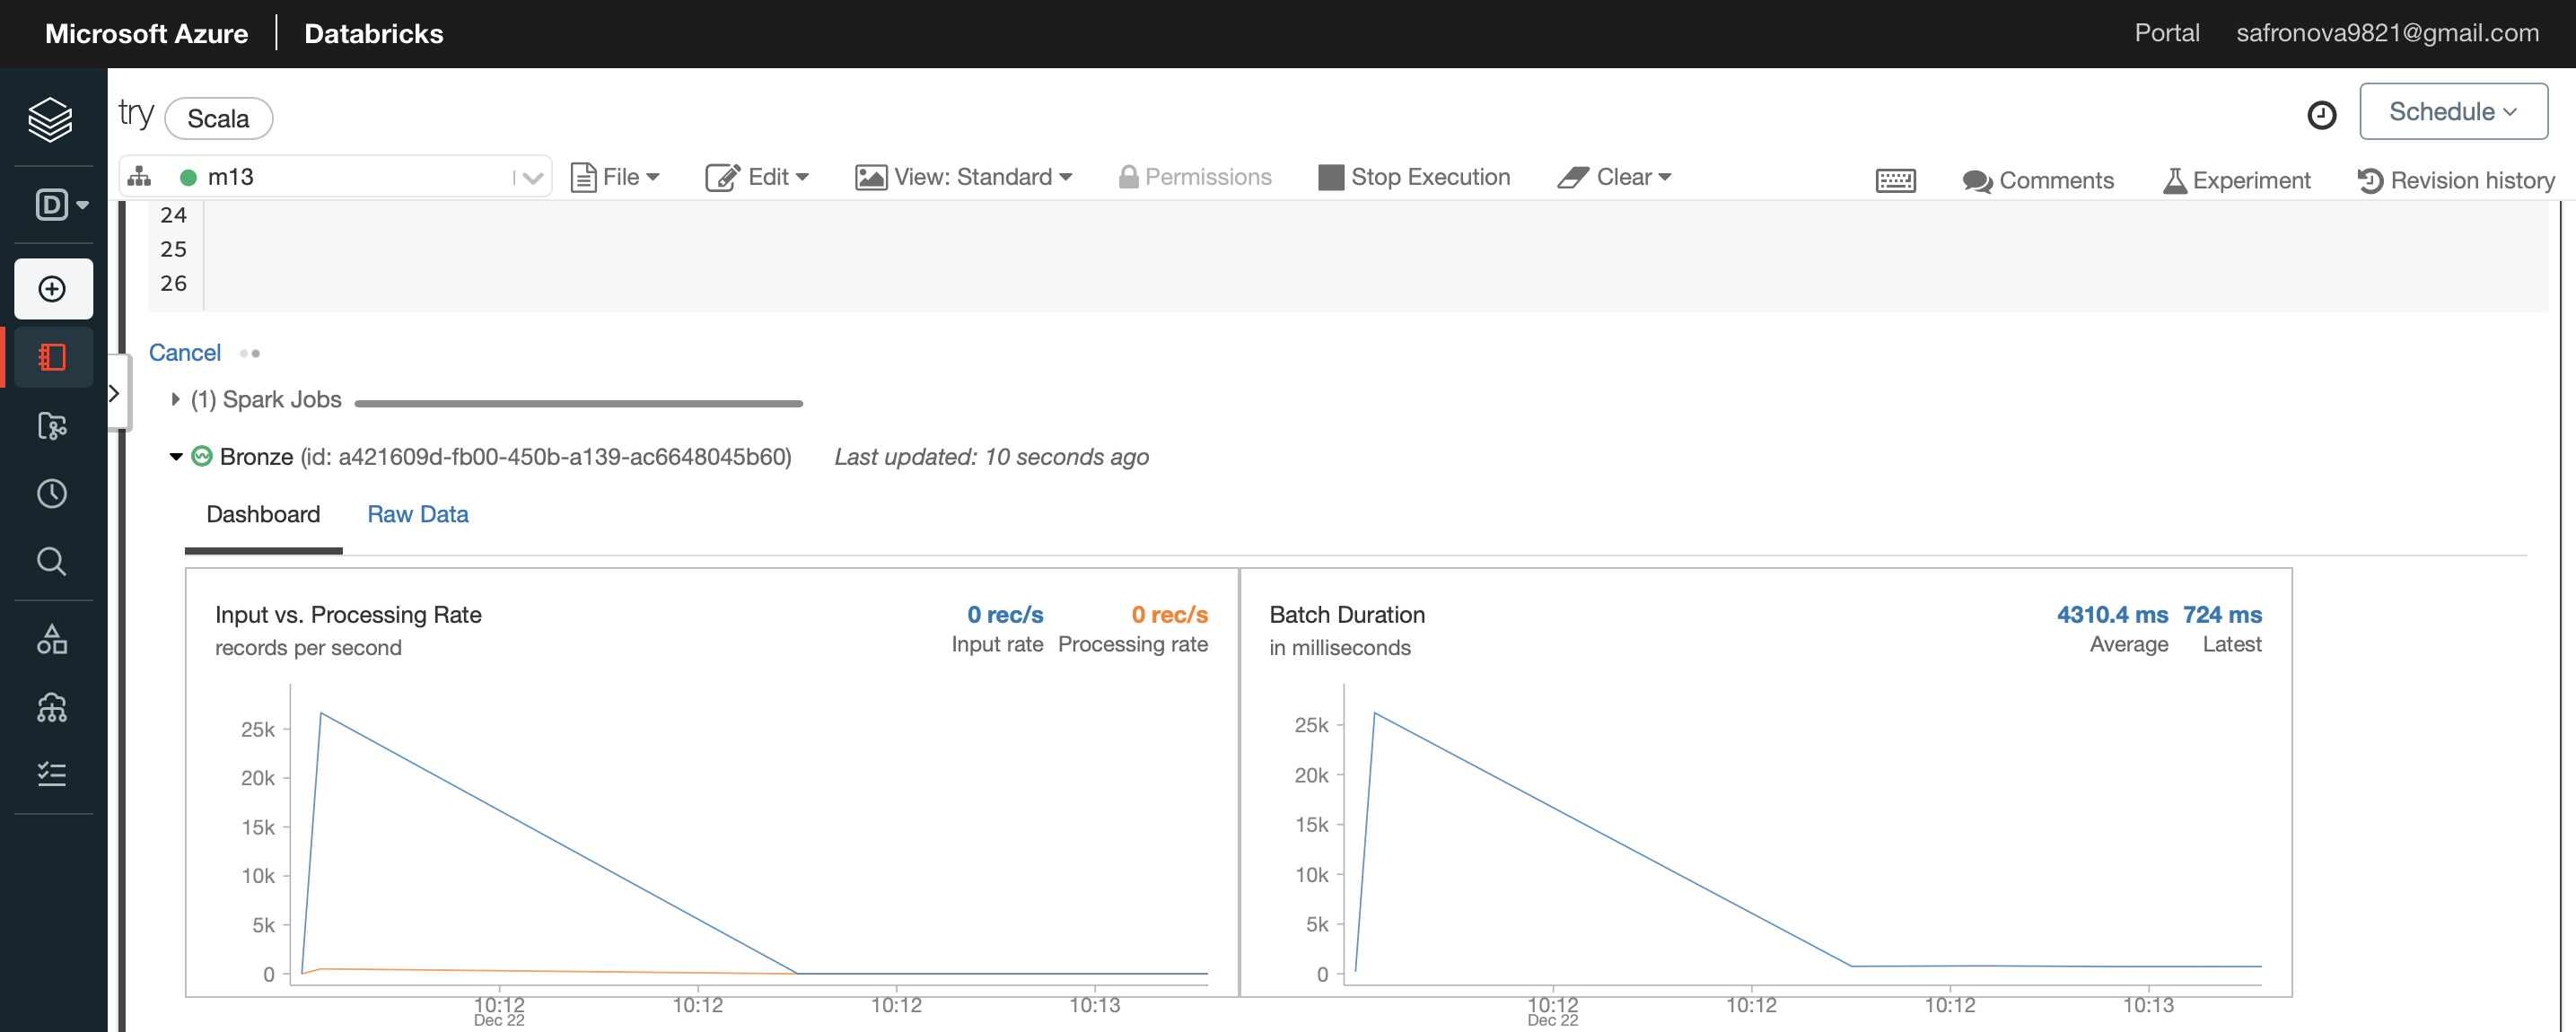 Microsoft Azure | Databricks
Portal safronova9821@gmail.com
try Scala
Schedule
m13 File Edit View: Standard Permissions Stop Execution Clear Comments Experiment Revision history
D
24
25
26
Cancel
(1) Spark Jobs
Bronze (id: a421609d-fb00-450b-a139-ac6648045b60) Last updated: 10 seconds ago
Dashboard Raw Data
Input vs. Processing Rate
records per second
0 rec/s 0 rec/s
Input rate Processing rate
25k
20k
15k
10k
5k
0
10:12 10:12 10:12 10:13
Dec 22
Batch Duration
in milliseconds
4310.4 ms 724 ms
Average Latest
25k
20k
15k
10k
5k
0
10:12 10:12 10:12 10:13
Dec 22